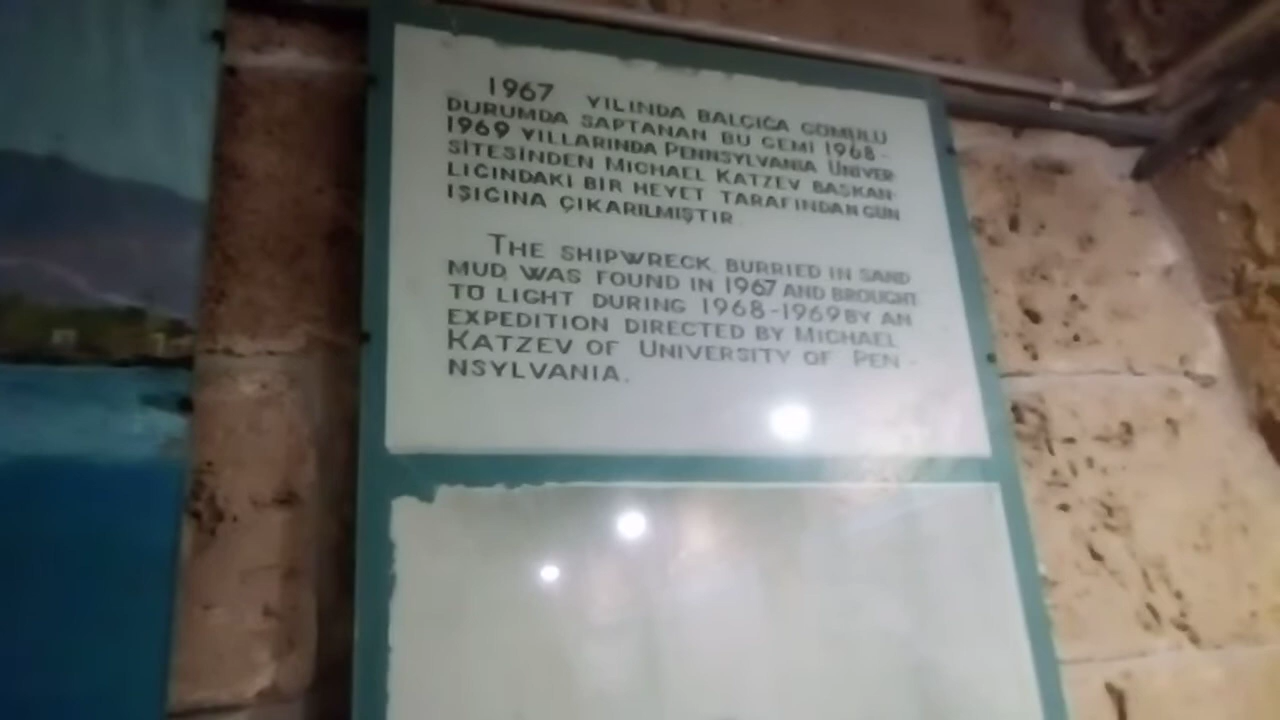 1967 YILINDA BALÇIĞA GÖMÜLÜ
DURUMDA SAPTANAN BU GEMİ 1968-
1969 YILLARINDA PENNSYLVANIA ÜNİVER
SİTESİNDEN MICHAEL KATZEV BAŞKAN-
LIĞINDAKİ BİR HEYET TARAFINDAN GÜN
IŞIĞINA ÇIKARILMIŞTIR.
THE SHIPWRECK, BURRIED IN SAND
MUD, WAS FOUND IN 1967 AND BROUGHT
TO LIGHT DURING 1968-1969 BY AN
EXPEDITION DIRECTED BY MICHAEL
KATZEV OF UNIVERSITY OF PEN-
NSYLVANIA.